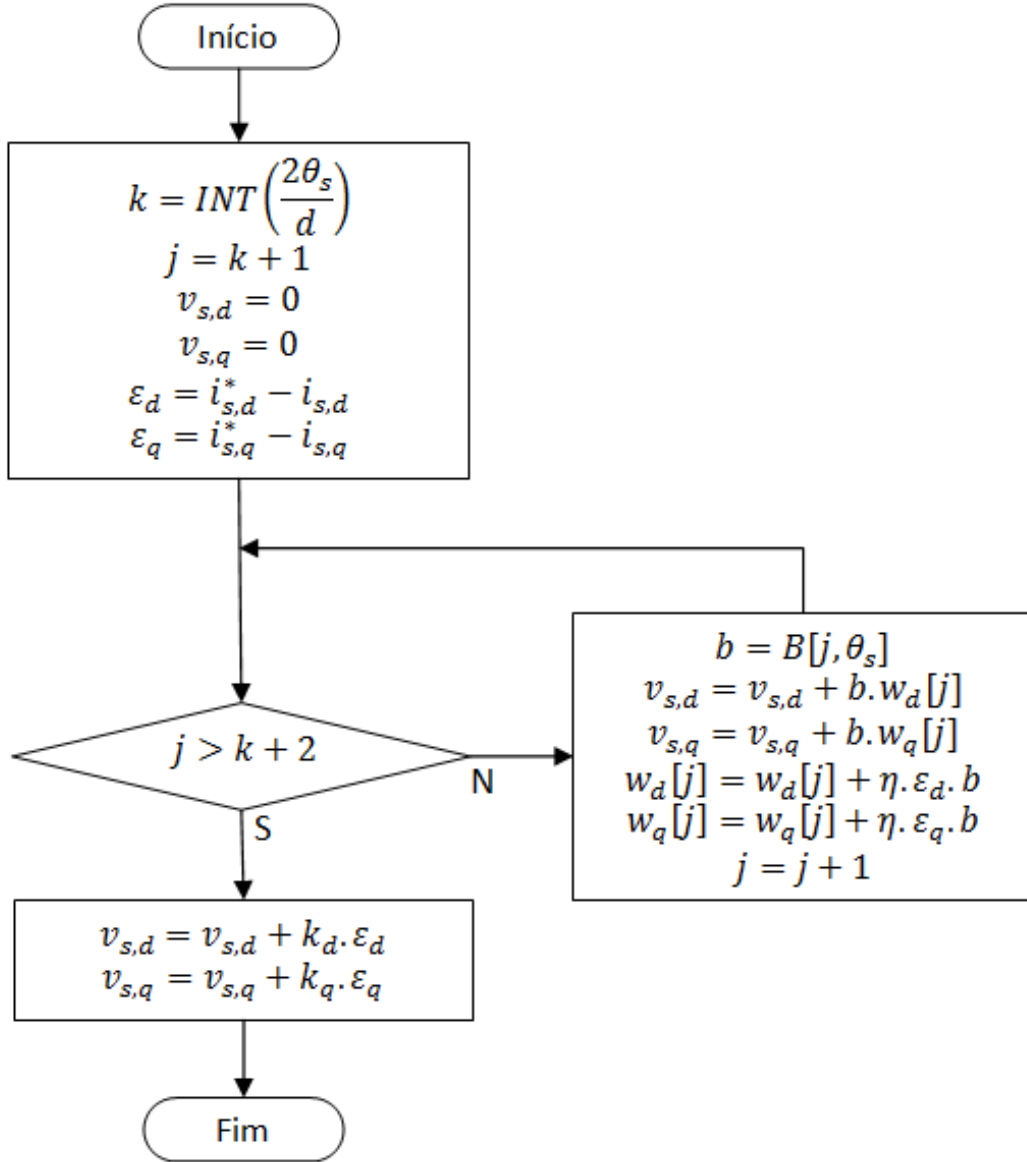 Início
k = INT(2θ_s/d)
j = k + 1
v_{s,d} = 0
v_{s,q} = 0
ε_d = i*_{s,d} − i_{s,d}
ε_q = i*_{s,q} − i_{s,q}
j > k + 2
N
S
b = B[j, θ_s]
v_{s,d} = v_{s,d} + b.w_d[j]
v_{s,q} = v_{s,q} + b.w_q[j]
w_d[j] = w_d[j] + η.ε_d.b
w_q[j] = w_q[j] + η.ε_q.b
j = j + 1
v_{s,d} = v_{s,d} + k_d.ε_d
v_{s,q} = v_{s,q} + k_q.ε_q
Fim